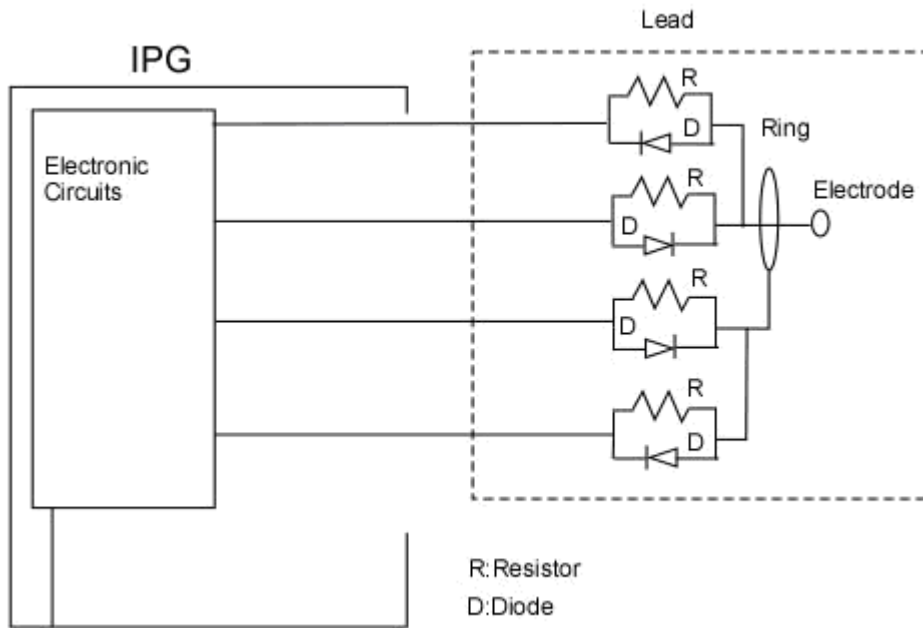 Lead
IPG
Electronic
Circuits
R
D
Ring
R
D
Electrode
R
D
R
D
R:Resistor
D:Diode